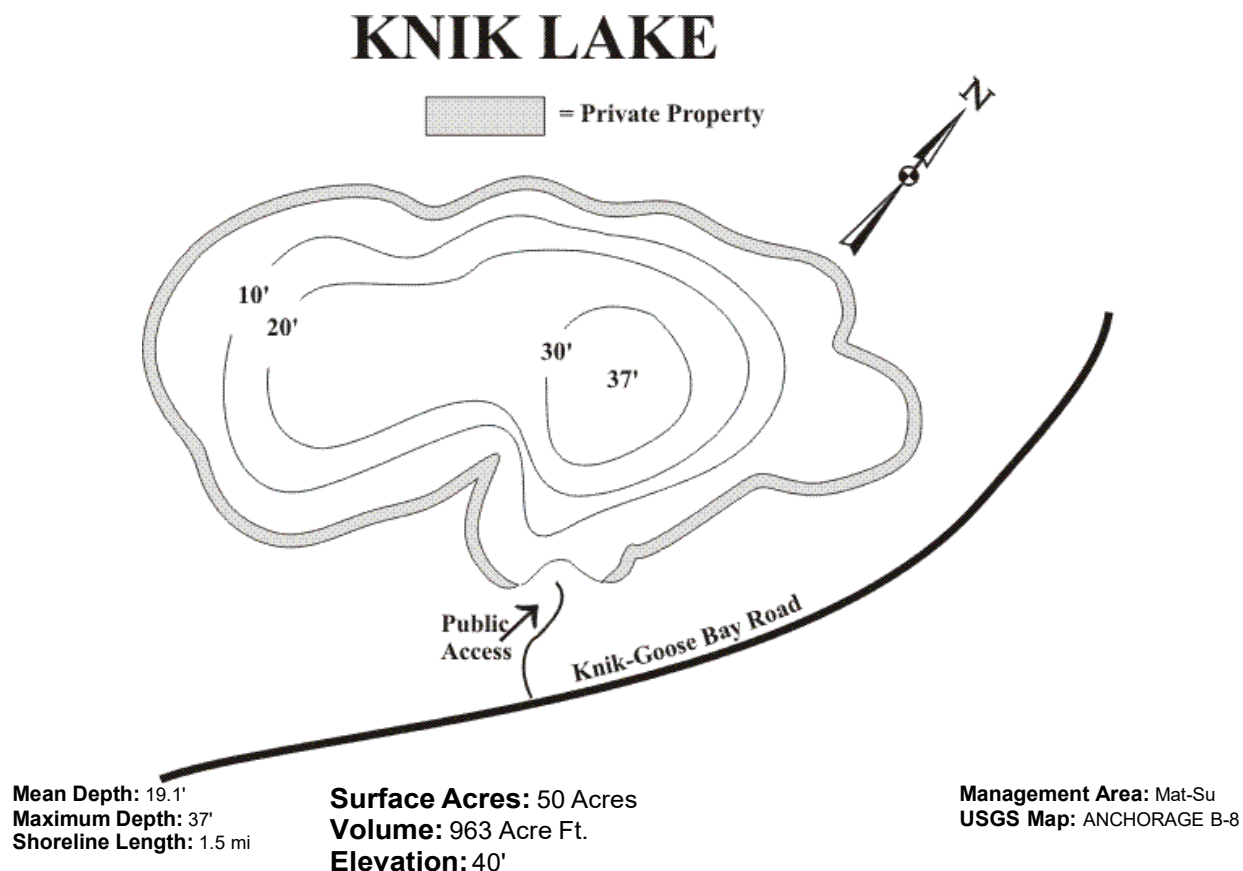 KNIK LAKE
= Private Property
N
10'
20'
30'
37'
Public
Access
Knik-Goose Bay Road
Mean Depth: 19.1'
Maximum Depth: 37'
Shoreline Length: 1.5 mi
Surface Acres: 50 Acres
Volume: 963 Acre Ft.
Elevation: 40'
Management Area: Mat-Su
USGS Map: ANCHORAGE B-8